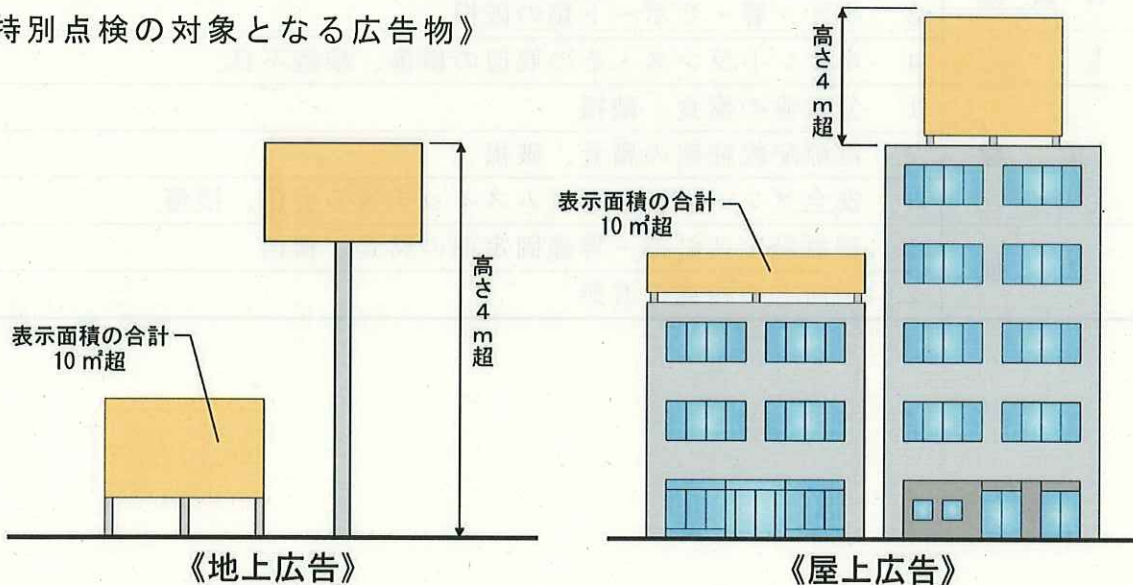 特別点検の対象となる広告物》
高さ4m超
表示面積の合計
10㎡超
高さ4m超
表示面積の合計
10㎡超
《地上広告》
《屋上広告》